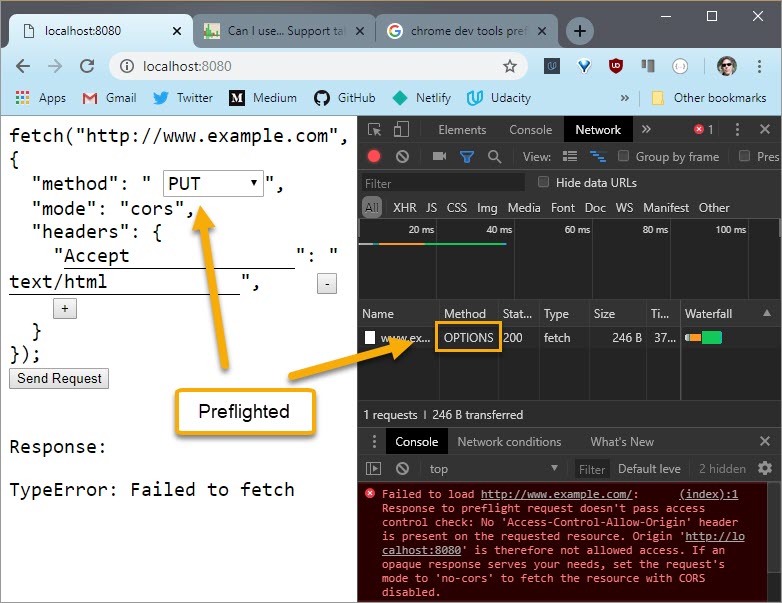 localhost:8080
Can I use... Support tal
chrome dev tools pref
localhost:8080
Apps
Gmail
Twitter
Medium
GitHub
Netlify
Udacity
»
Other bookmarks
fetch("http://www.example.com",
{
"method": " PUT ",
"mode": "cors",
"headers": {
"Accept ": "
text/html ",
-
+
}
});
Send Request
Preflighted
Response:
TypeError: Failed to fetch
Elements Console Network » 1
View: Group by frame Pres
Filter Hide data URLs
All XHR JS CSS Img Media Font Doc WS Manifest Other
20 ms 40 ms 60 ms 80 ms 100 ms
Name Method Stat... Type Size Ti... Waterfall
www.ex... OPTIONS 200 fetch 246 B 37...
1 requests | 246 B transferred
Console Network conditions What's New
top Filter Default leve 2 hidden
Failed to load http://www.example.com/: (index):1
Response to preflight request doesn't pass access
control check: No 'Access-Control-Allow-Origin' header
is present on the requested resource. Origin 'http://lo
calhost:8080' is therefore not allowed access. If an
opaque response serves your needs, set the request's
mode to 'no-cors' to fetch the resource with CORS
disabled.